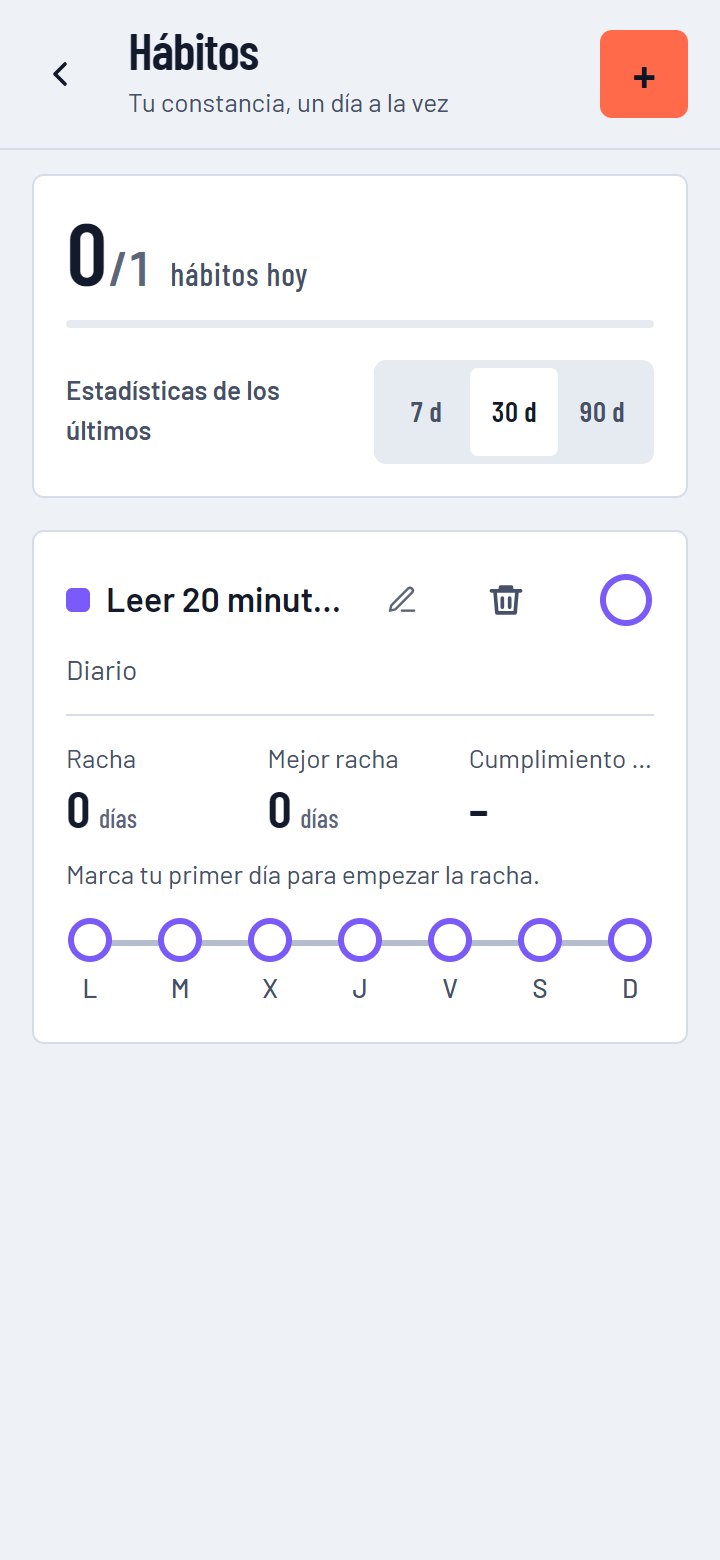 Hábitos
Tu constancia, un día a la vez
+
0/1 hábitos hoy
Estadísticas de los
últimos
7 d 30 d 90 d
Leer 20 minut...
Diario
Racha Mejor racha Cumplimiento ...
0 días 0 días –
Marca tu primer día para empezar la racha.
L M X J V S D